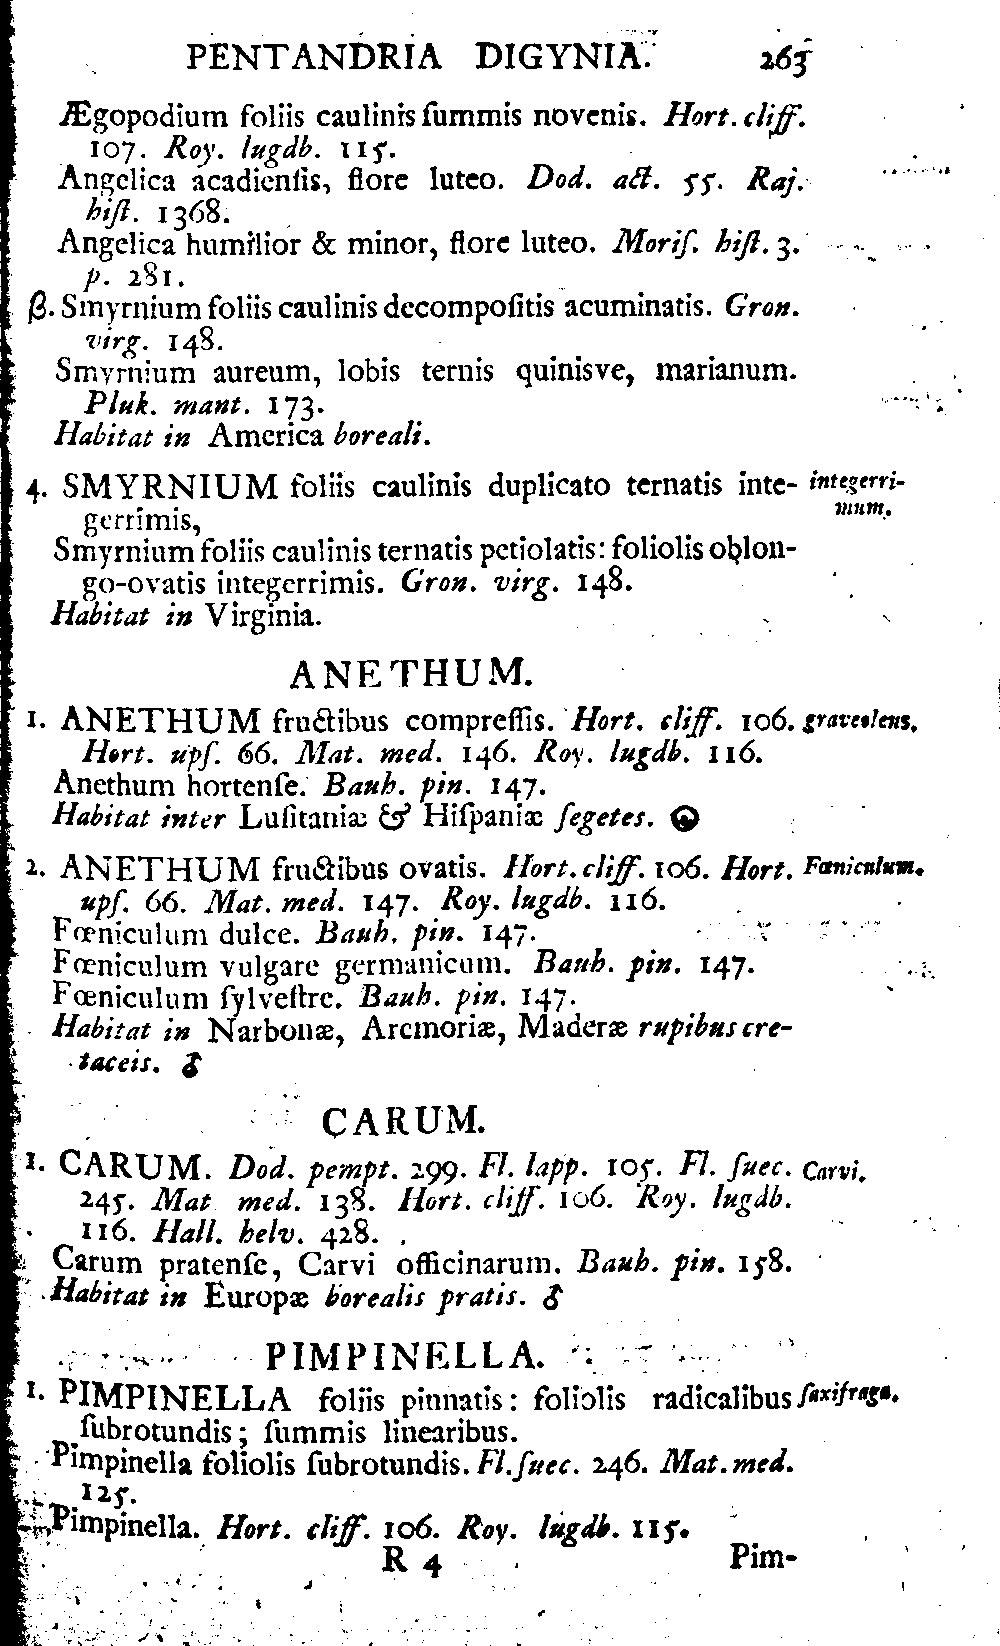 PENTANDRIA DIGYNIA. 263
Ægopodium foliis caulinis ſummis novenis. Hort. cliff.
107. Roy. lugdb. 115.
Angelica acadienſis, flore luteo. Dod. act. 55. Raj.
hiſt. 1368.
Angelica humilior & minor, flore luteo. Moriſ. hiſt. 3.
p. 281.
β. Smyrnium foliis caulinis decompoſitis acuminatis. Gron.
virg. 148.
Smyrnium aureum, lobis ternis quinisve, marianum.
Pluk. mant. 173.
Habitat in America boreali.
4. SMYRNIUM foliis caulinis duplicato ternatis inte- integerri-
gerrimis, mum.
Smyrnium foliis caulinis ternatis petiolatis: foliolis oblon-
go-ovatis integerrimis. Gron. virg. 148.
Habitat in Virginia.
ANETHUM.
1. ANETHUM fructibus compreſſis. Hort. cliff. 106. graveolens.
Hort. upſ. 66. Mat. med. 146. Roy. lugdb. 116.
Anethum hortenſe. Bauh. pin. 147.
Habitat inter Luſitaniæ & Hiſpaniæ ſegetes. ☉
2. ANETHUM fructibus ovatis. Hort. cliff. 106. Hort. Fœniculum.
upſ. 66. Mat. med. 147. Roy. lugdb. 116.
Fœniculum dulce. Bauh. pin. 147.
Fœniculum vulgare germanicum. Bauh. pin. 147.
Fœniculum ſylveſtre. Bauh. pin. 147.
Habitat in Narbonæ, Aremoriæ, Maderæ rupibus cre-
taceis. ♂
CARUM.
1. CARUM. Dod. pempt. 299. Fl. lapp. 105. Fl. ſuec. Carvi.
245. Mat med. 138. Hort. cliff. 106. Roy. lugdb.
116. Hall. helv. 428.
Carum pratenſe, Carvi officinarum. Bauh. pin. 158.
Habitat in Europæ borealis pratis. ♂
PIMPINELLA.
1. PIMPINELLA foliis pinnatis: foliolis radicalibus ſaxifraga.
ſubrotundis; ſummis linearibus.
Pimpinella foliolis ſubrotundis. Fl. ſuec. 246. Mat. med.
125.
Pimpinella. Hort. cliff. 106. Roy. lugdb. 115.
R 4 Pim-